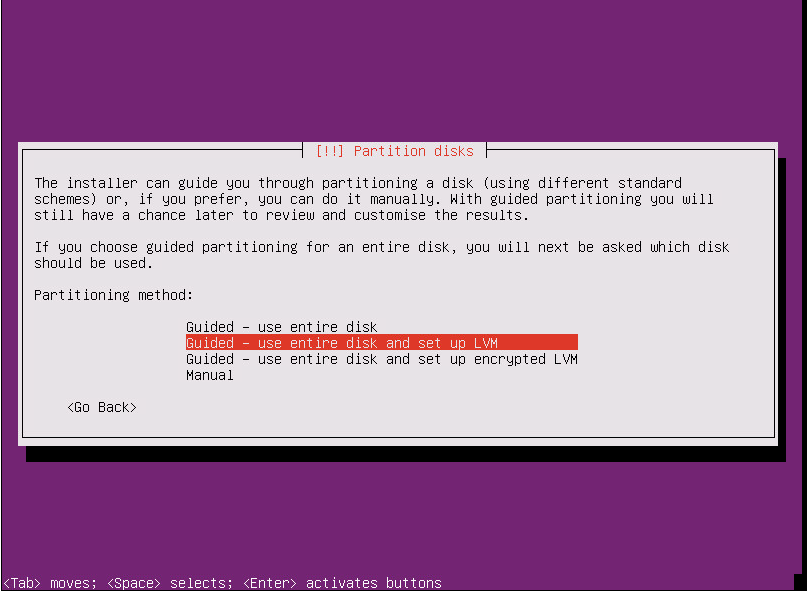 [!!] Partition disks
The installer can guide you through partitioning a disk (using different standard
schemes) or, if you prefer, you can do it manually. With guided partitioning you will
still have a chance later to review and customise the results.
If you choose guided partitioning for an entire disk, you will next be asked which disk
should be used.
Partitioning method:
Guided - use entire disk
Guided - use entire disk and set up LVM
Guided - use entire disk and set up encrypted LVM
Manual
<Go Back>
<Tab> moves; <Space> selects; <Enter> activates buttons